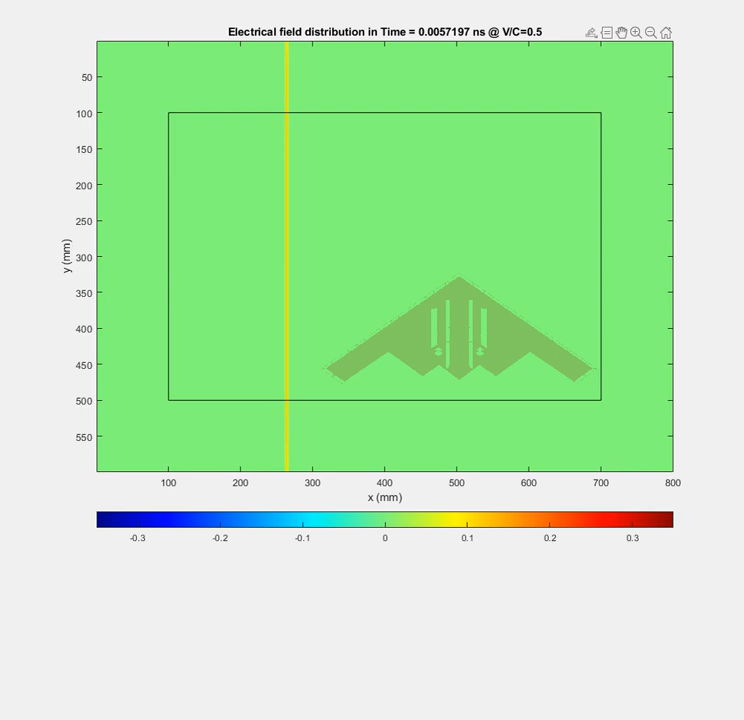 Electrical field distribution in Time = 0.0057197 ns @ V/C=0.5
50
100
150
200
250
300
350
400
450
500
550
y (mm)
100 200 300 400 500 600 700 800
x (mm)
-0.3 -0.2 -0.1 0 0.1 0.2 0.3